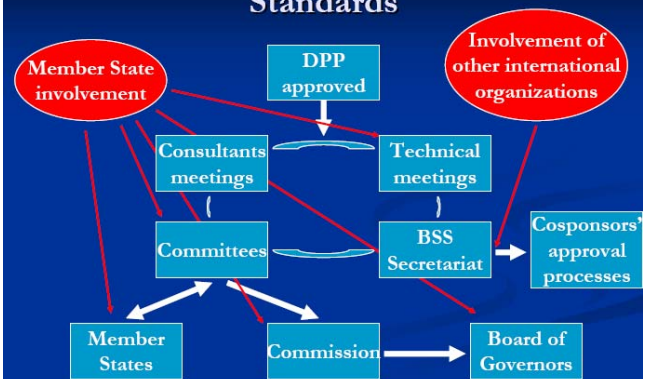 Standards
Member State
involvement
DPP
approved
Involvement of
other international
organizations
Consultants
meetings
Technical
meetings
Committees
BSS
Secretariat
Cosponsors'
approval
processes
Member
States
Commission
Board of
Governors